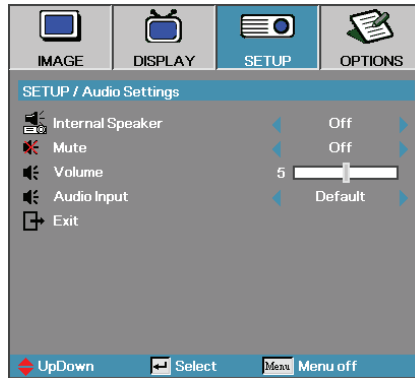 IMAGE DISPLAY SETUP OPTIONS
SETUP / Audio Settings
Internal Speaker Off
Mute Off
Volume 5
Audio Input Default
Exit
UpDown Select Menu Menu off